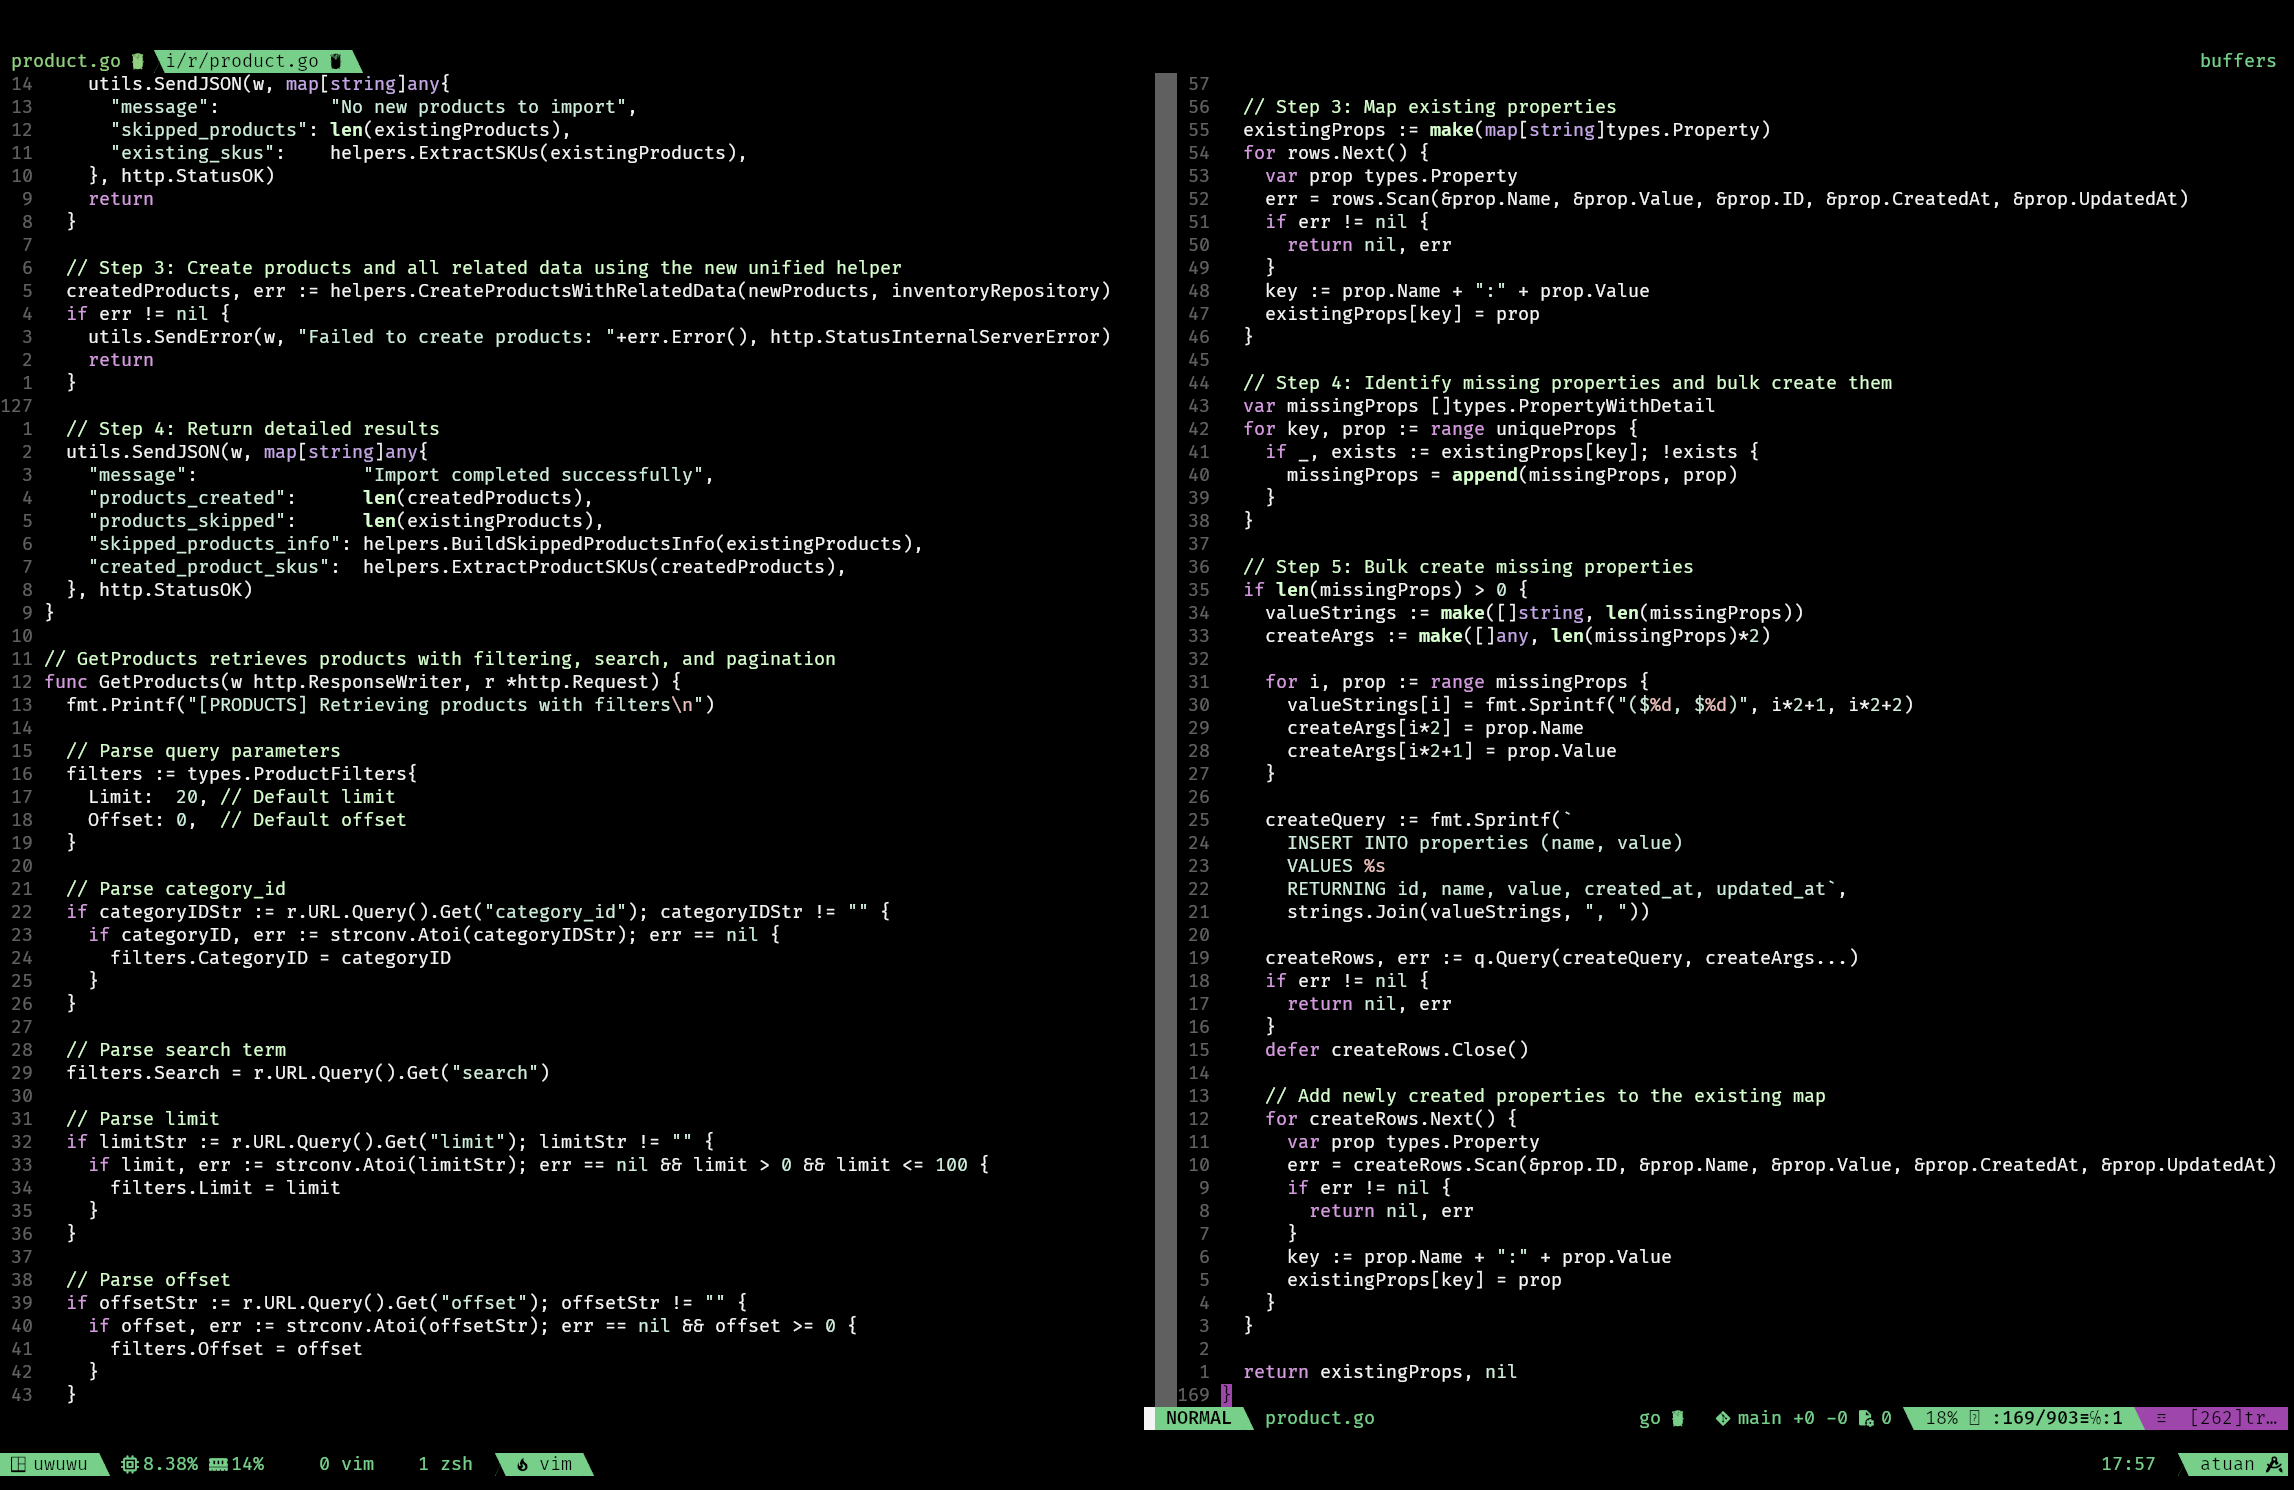 product.go i/r/product.go buffers
14     utils.SendJSON(w, map[string]any{
13       "message":          "No new products to import",
12       "skipped_products": len(existingProducts),
11       "existing_skus":    helpers.ExtractSKUs(existingProducts),
10     }, http.StatusOK)
9     return
8   }
7
6   // Step 3: Create products and all related data using the new unified helper
5   createdProducts, err := helpers.CreateProductsWithRelatedData(newProducts, inventoryRepository)
4   if err != nil {
3     utils.SendError(w, "Failed to create products: "+err.Error(), http.StatusInternalServerError)
2     return
1   }
127
1   // Step 4: Return detailed results
2   utils.SendJSON(w, map[string]any{
3     "message":               "Import completed successfully",
4     "products_created":      len(createdProducts),
5     "products_skipped":      len(existingProducts),
6     "skipped_products_info": helpers.BuildSkippedProductsInfo(existingProducts),
7     "created_product_skus":  helpers.ExtractProductSKUs(createdProducts),
8   }, http.StatusOK)
9 }
10
11 // GetProducts retrieves products with filtering, search, and pagination
12 func GetProducts(w http.ResponseWriter, r *http.Request) {
13   fmt.Printf("[PRODUCTS] Retrieving products with filters\n")
14
15   // Parse query parameters
16   filters := types.ProductFilters{
17     Limit:  20, // Default limit
18     Offset: 0,  // Default offset
19   }
20
21   // Parse category_id
22   if categoryIDStr := r.URL.Query().Get("category_id"); categoryIDStr != "" {
23     if categoryID, err := strconv.Atoi(categoryIDStr); err == nil {
24       filters.CategoryID = categoryID
25     }
26   }
27
28   // Parse search term
29   filters.Search = r.URL.Query().Get("search")
30
31   // Parse limit
32   if limitStr := r.URL.Query().Get("limit"); limitStr != "" {
33     if limit, err := strconv.Atoi(limitStr); err == nil && limit > 0 && limit <= 100 {
34       filters.Limit = limit
35     }
36   }
37
38   // Parse offset
39   if offsetStr := r.URL.Query().Get("offset"); offsetStr != "" {
40     if offset, err := strconv.Atoi(offsetStr); err == nil && offset >= 0 {
41       filters.Offset = offset
42     }
43   }
57
56   // Step 3: Map existing properties
55   existingProps := make(map[string]types.Property)
54   for rows.Next() {
53     var prop types.Property
52     err = rows.Scan(&prop.Name, &prop.Value, &prop.ID, &prop.CreatedAt, &prop.UpdatedAt)
51     if err != nil {
50       return nil, err
49     }
48     key := prop.Name + ":" + prop.Value
47     existingProps[key] = prop
46   }
45
44   // Step 4: Identify missing properties and bulk create them
43   var missingProps []types.PropertyWithDetail
42   for key, prop := range uniqueProps {
41     if _, exists := existingProps[key]; !exists {
40       missingProps = append(missingProps, prop)
39     }
38   }
37
36   // Step 5: Bulk create missing properties
35   if len(missingProps) > 0 {
34     valueStrings := make([]string, len(missingProps))
33     createArgs := make([]any, len(missingProps)*2)
32
31     for i, prop := range missingProps {
30       valueStrings[i] = fmt.Sprintf("($%d, $%d)", i*2+1, i*2+2)
29       createArgs[i*2] = prop.Name
28       createArgs[i*2+1] = prop.Value
27     }
26
25     createQuery := fmt.Sprintf(`
24       INSERT INTO properties (name, value)
23       VALUES %s
22       RETURNING id, name, value, created_at, updated_at`,
21       strings.Join(valueStrings, ", "))
20
19     createRows, err := q.Query(createQuery, createArgs...)
18     if err != nil {
17       return nil, err
16     }
15     defer createRows.Close()
14
13     // Add newly created properties to the existing map
12     for createRows.Next() {
11       var prop types.Property
10       err = createRows.Scan(&prop.ID, &prop.Name, &prop.Value, &prop.CreatedAt, &prop.UpdatedAt)
9       if err != nil {
8         return nil, err
7       }
6       key := prop.Name + ":" + prop.Value
5       existingProps[key] = prop
4     }
3   }
2
1   return existingProps, nil
169 }
NORMAL product.go go main +0 -0 0 18% :169/903≡℅:1 ☲ [262]tr…
uwuwu 8.38% 14% 0 vim 1 zsh vim 17:57 atuan